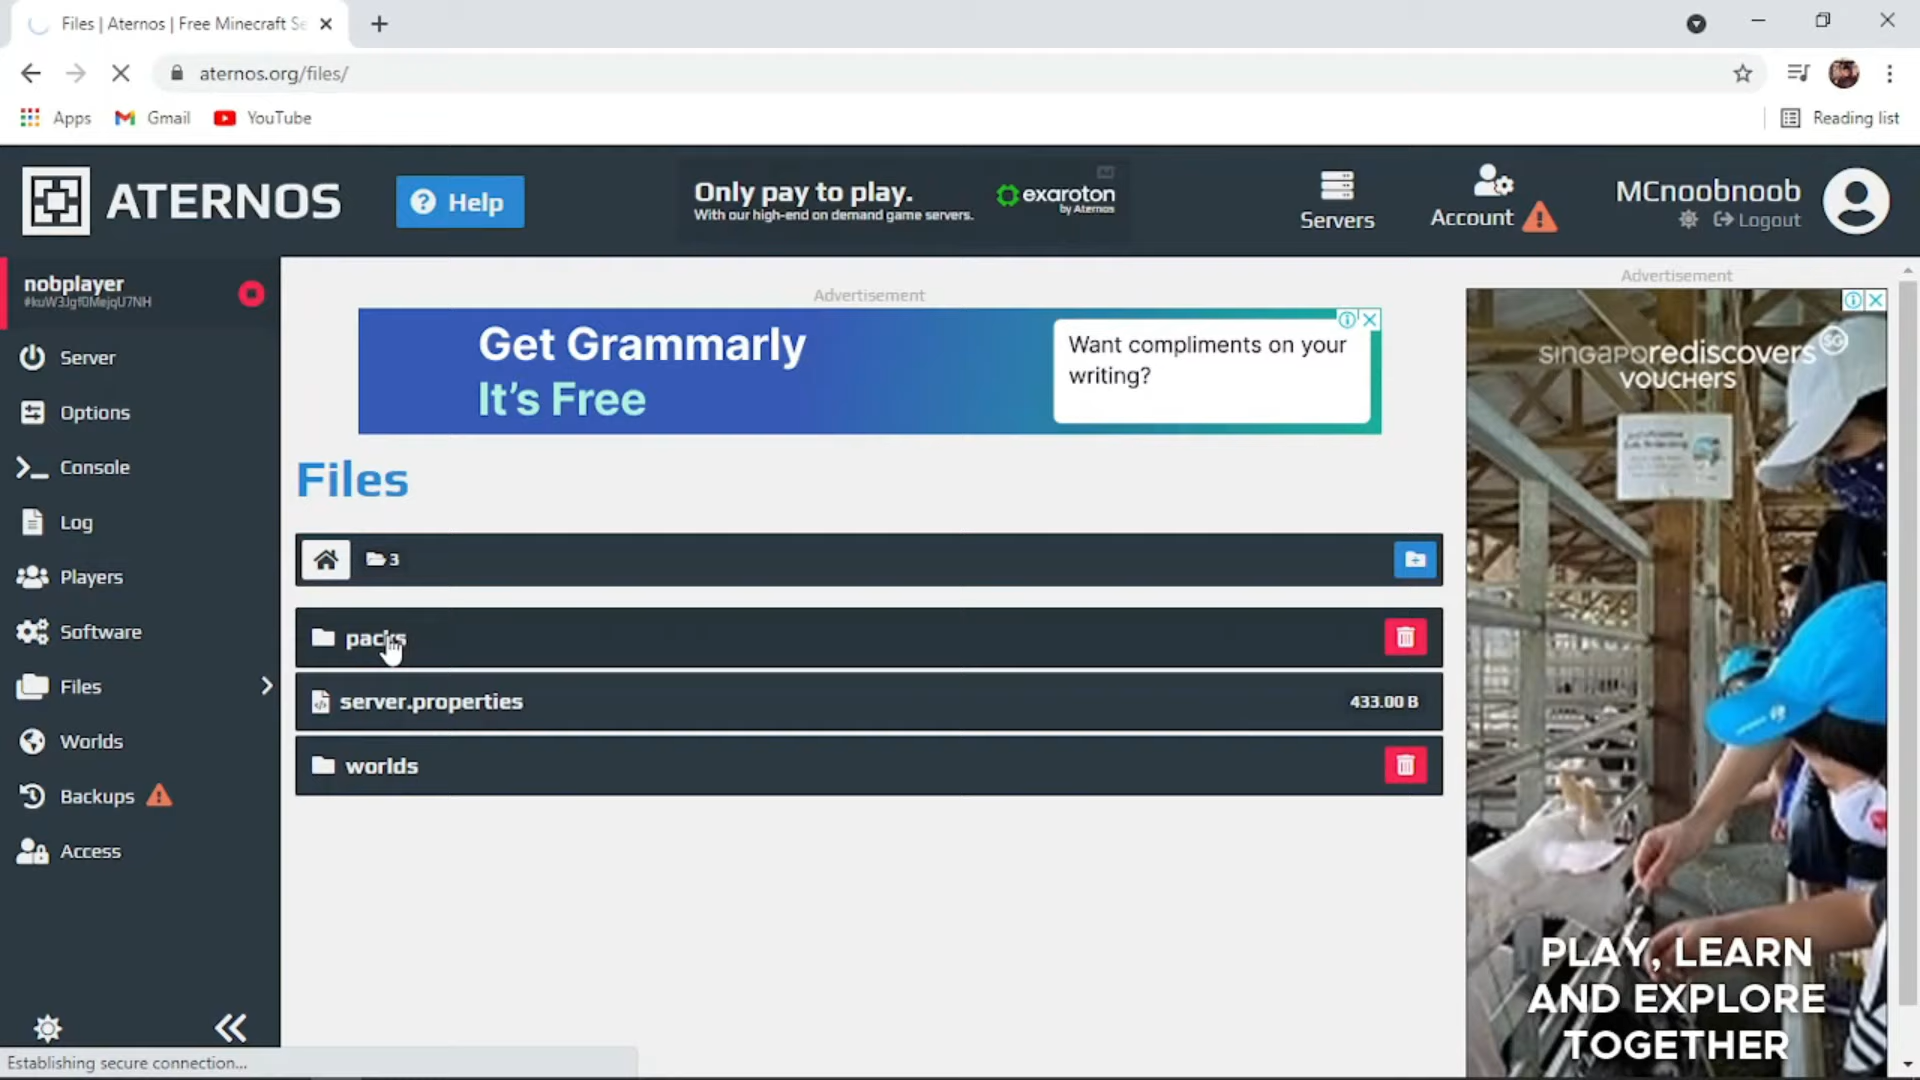 Files | Aternos | Free Minecraft Se
aternos.org/files/
Apps
Gmail
YouTube
Reading list
ATERNOS
Help
Only pay to play.
With our high-end on demand game servers.
exaroton
by Aternos
Servers
Account
MCnoobnoob
Logout
nobplayer
#kuW3Jgf0MejqU7NH
Server
Options
Console
Log
Players
Software
Files
Worlds
Backups
Access
Advertisement
Get Grammarly
It's Free
Want compliments on your
writing?
Files
3
packs
server.properties
433.00 B
worlds
Advertisement
SingapoRediscovers
VOUCHERS
SG
PLAY, LEARN
AND EXPLORE
TOGETHER
Establishing secure connection...